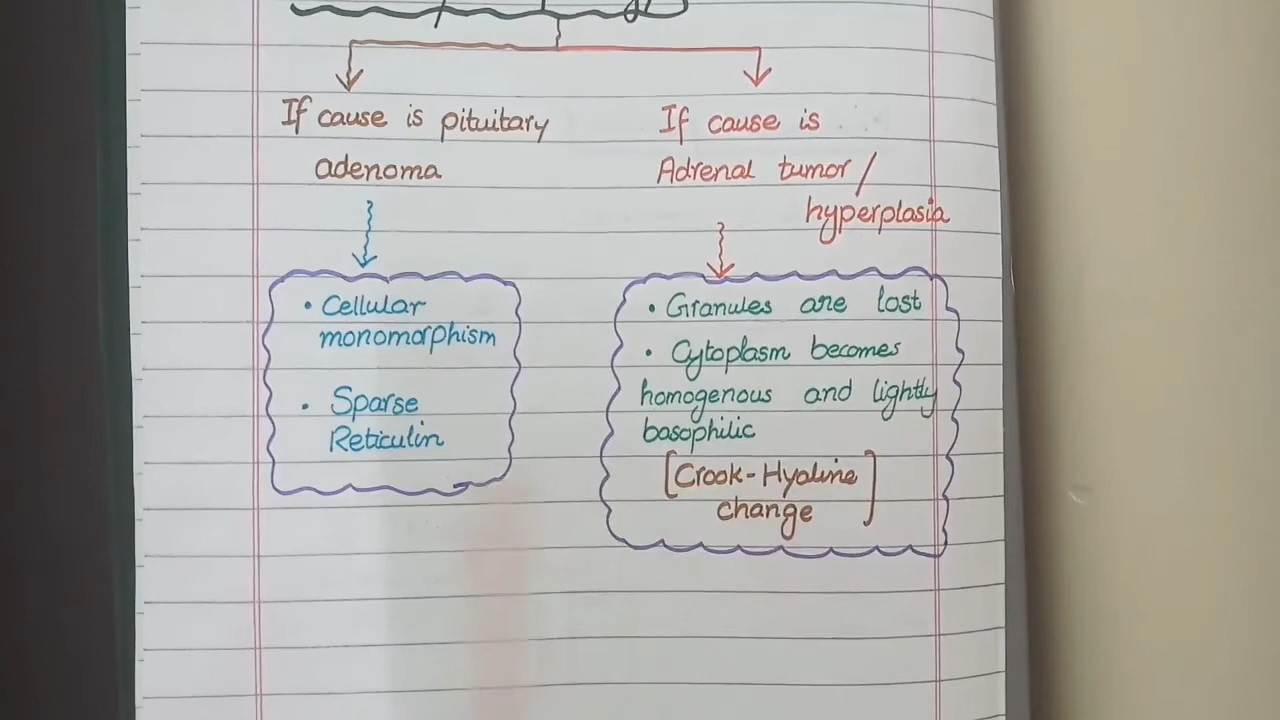 If cause is pituitary
adenoma
• Cellular
monomorphism
• Sparse
Reticulin
If cause is
Adrenal tumor/
hyperplasia
• Granules are lost
• Cytoplasm becomes
homogenous and lightly
basophilic
[Crook-Hyaline
change]